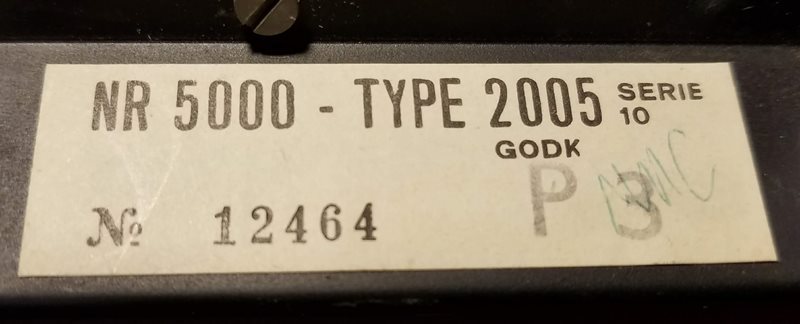 NR 5000 - TYPE 2005 SERIE 10
GODK
P 3
№ 12464